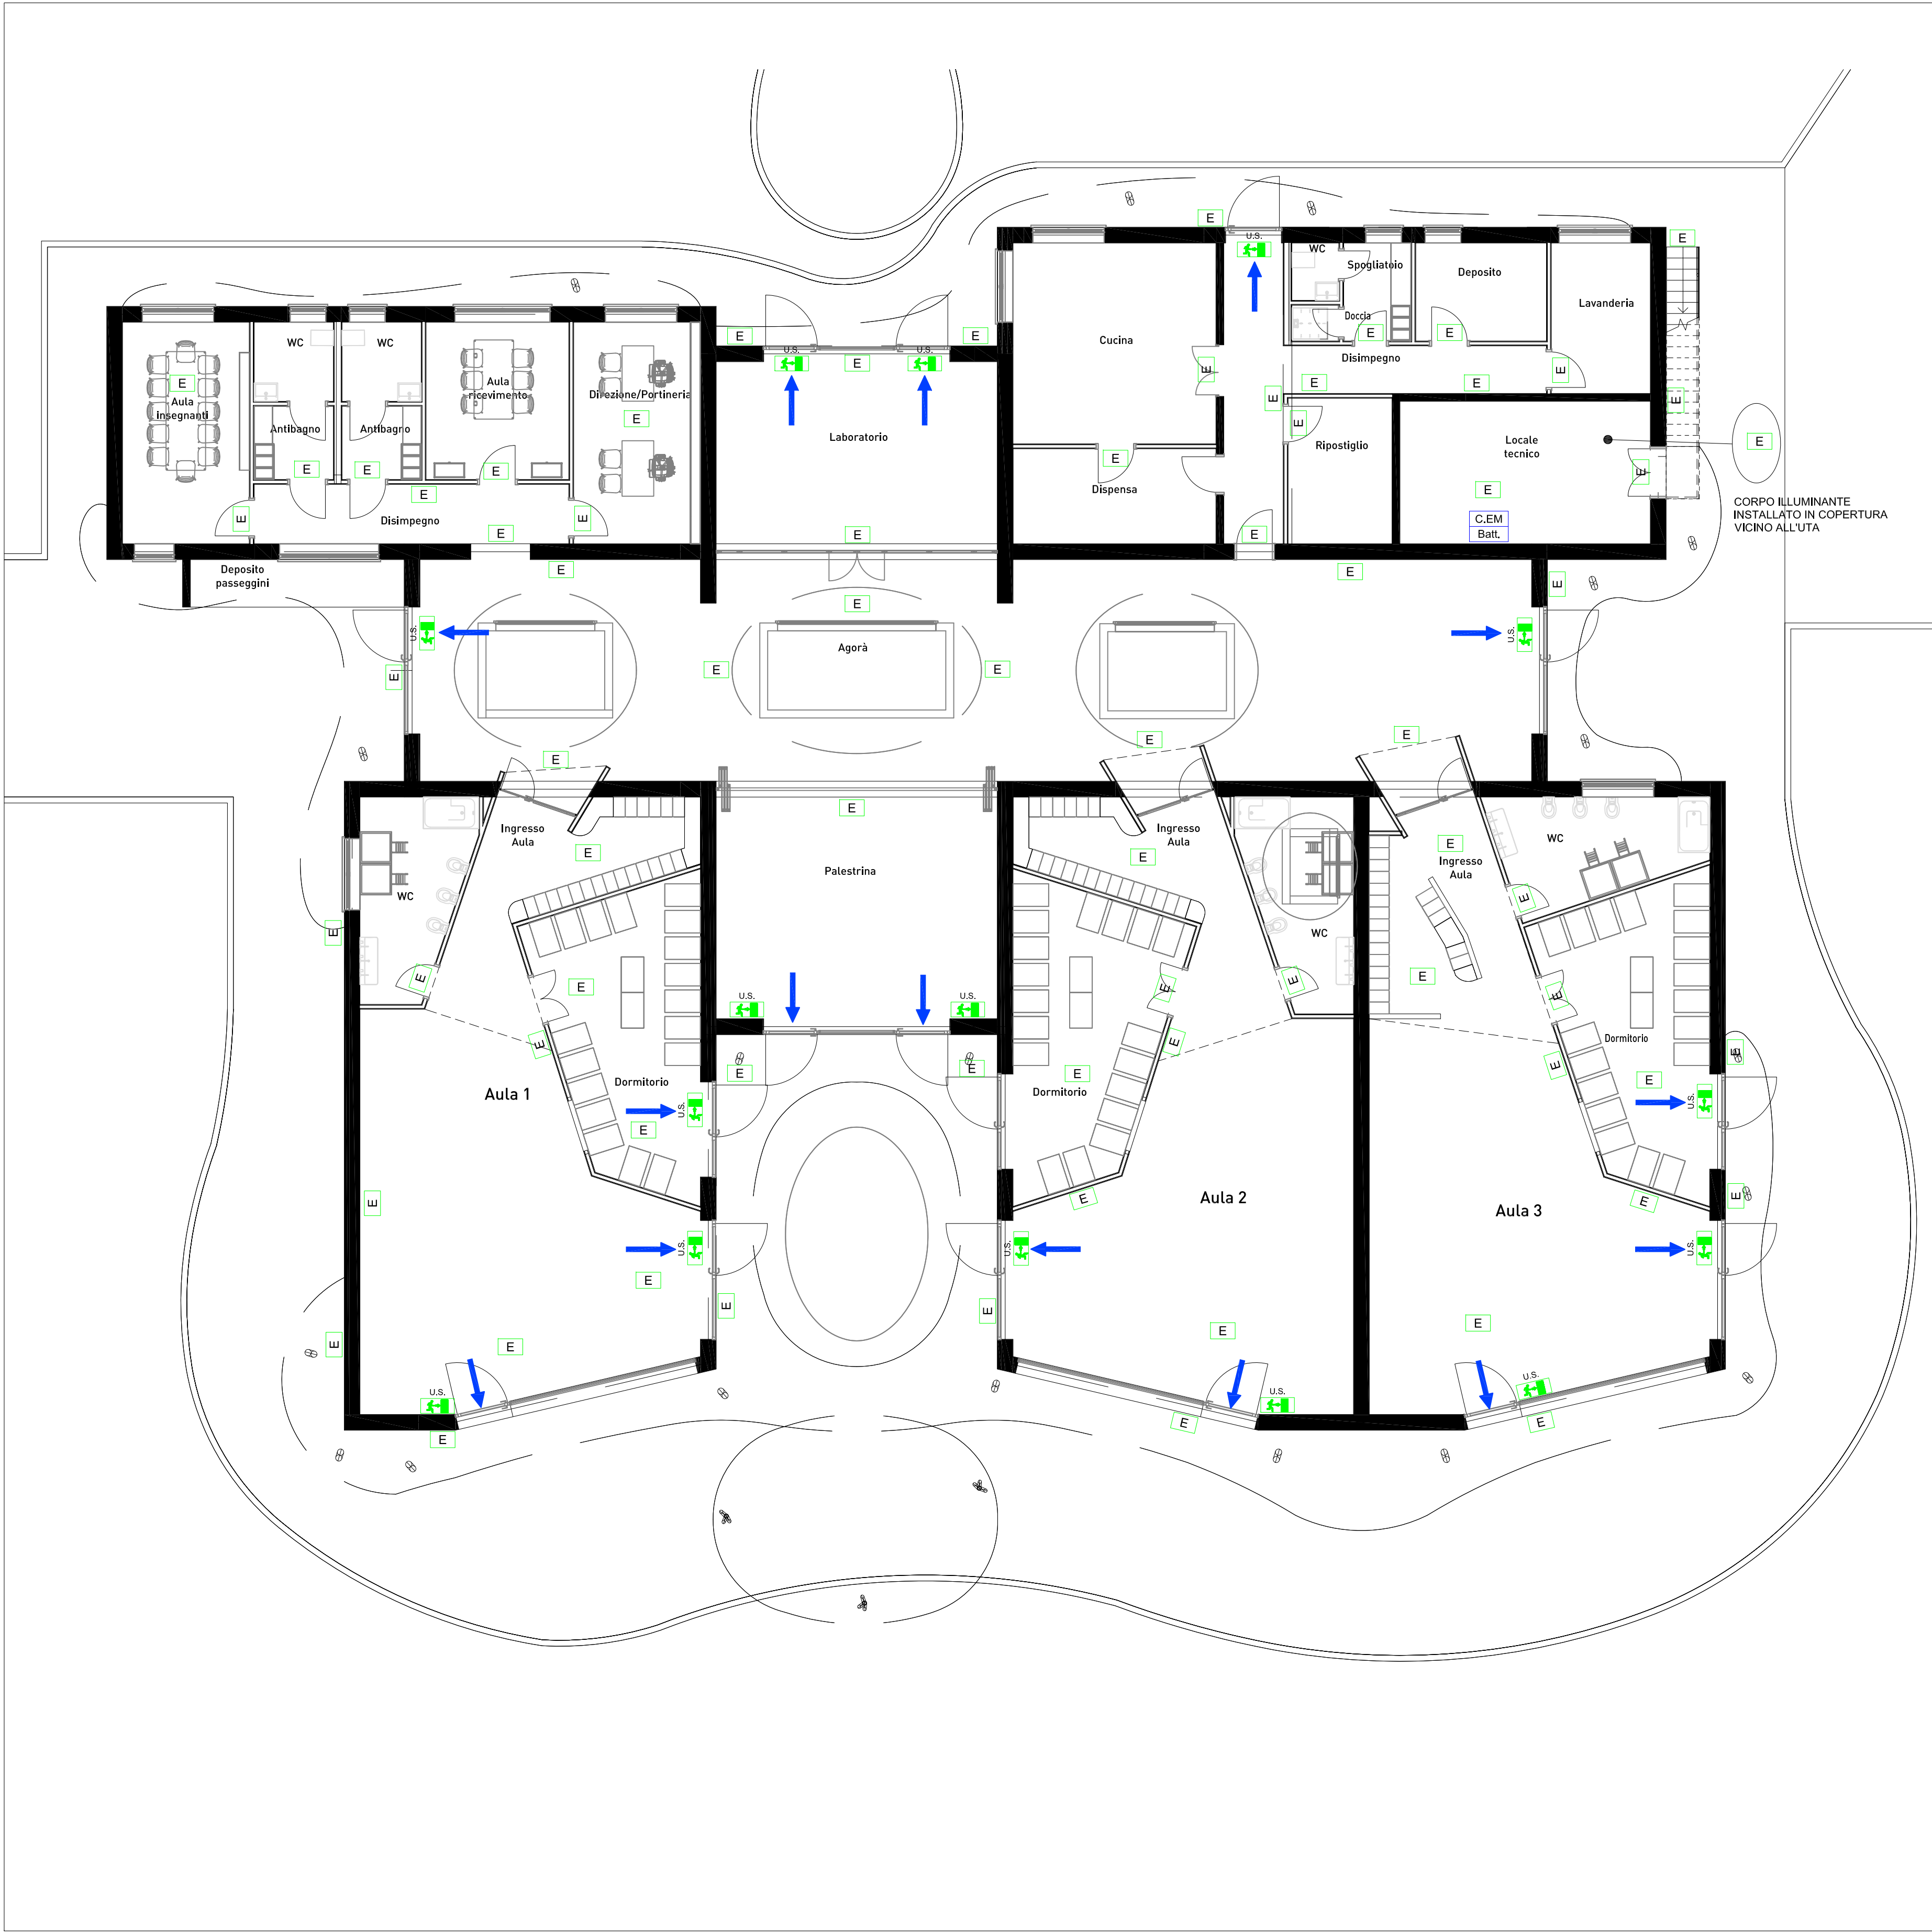 E
E
U.S.
WC
Spogliatoio
Deposito
Lavanderia
Doccia
E
E
Disimpegno
E
E
E
E
E
E
Cucina
E
E
Dispensa
Ripostiglio
Locale
tecnico
E
C.EM
Batt.
E
E
E
CORPO ILLUMINANTE
INSTALLATO IN COPERTURA
VICINO ALL'UTA
E
E
E
U.S.
E
U.S.
Laboratorio
E
WC
WC
E
Aula
insegnanti
Aula
ricevimento
Direzione/Portineria
E
Antibagno
Antibagno
E
E
E
E
E
Disimpegno
E
E
E
Deposito
passeggini
E
E
E
E
U.S.
E
E
Agorà
E
U.S.
E
E
E
E
Ingresso
Aula
E
WC
E
Palestrina
Ingresso
Aula
E
WC
E
Ingresso
Aula
WC
E
E
E
E
E
U.S.
U.S.
E
E
E
E
Dormitorio
E
E
E
Dormitorio
Aula 1
U.S.
E
E
E
Dormitorio
E
E
U.S.
E
E
Aula 2
Aula 3
E
E
E
U.S.
E
E
U.S.
E
U.S.
E
E
E
E
E
U.S.
E
U.S.
E
U.S.
E